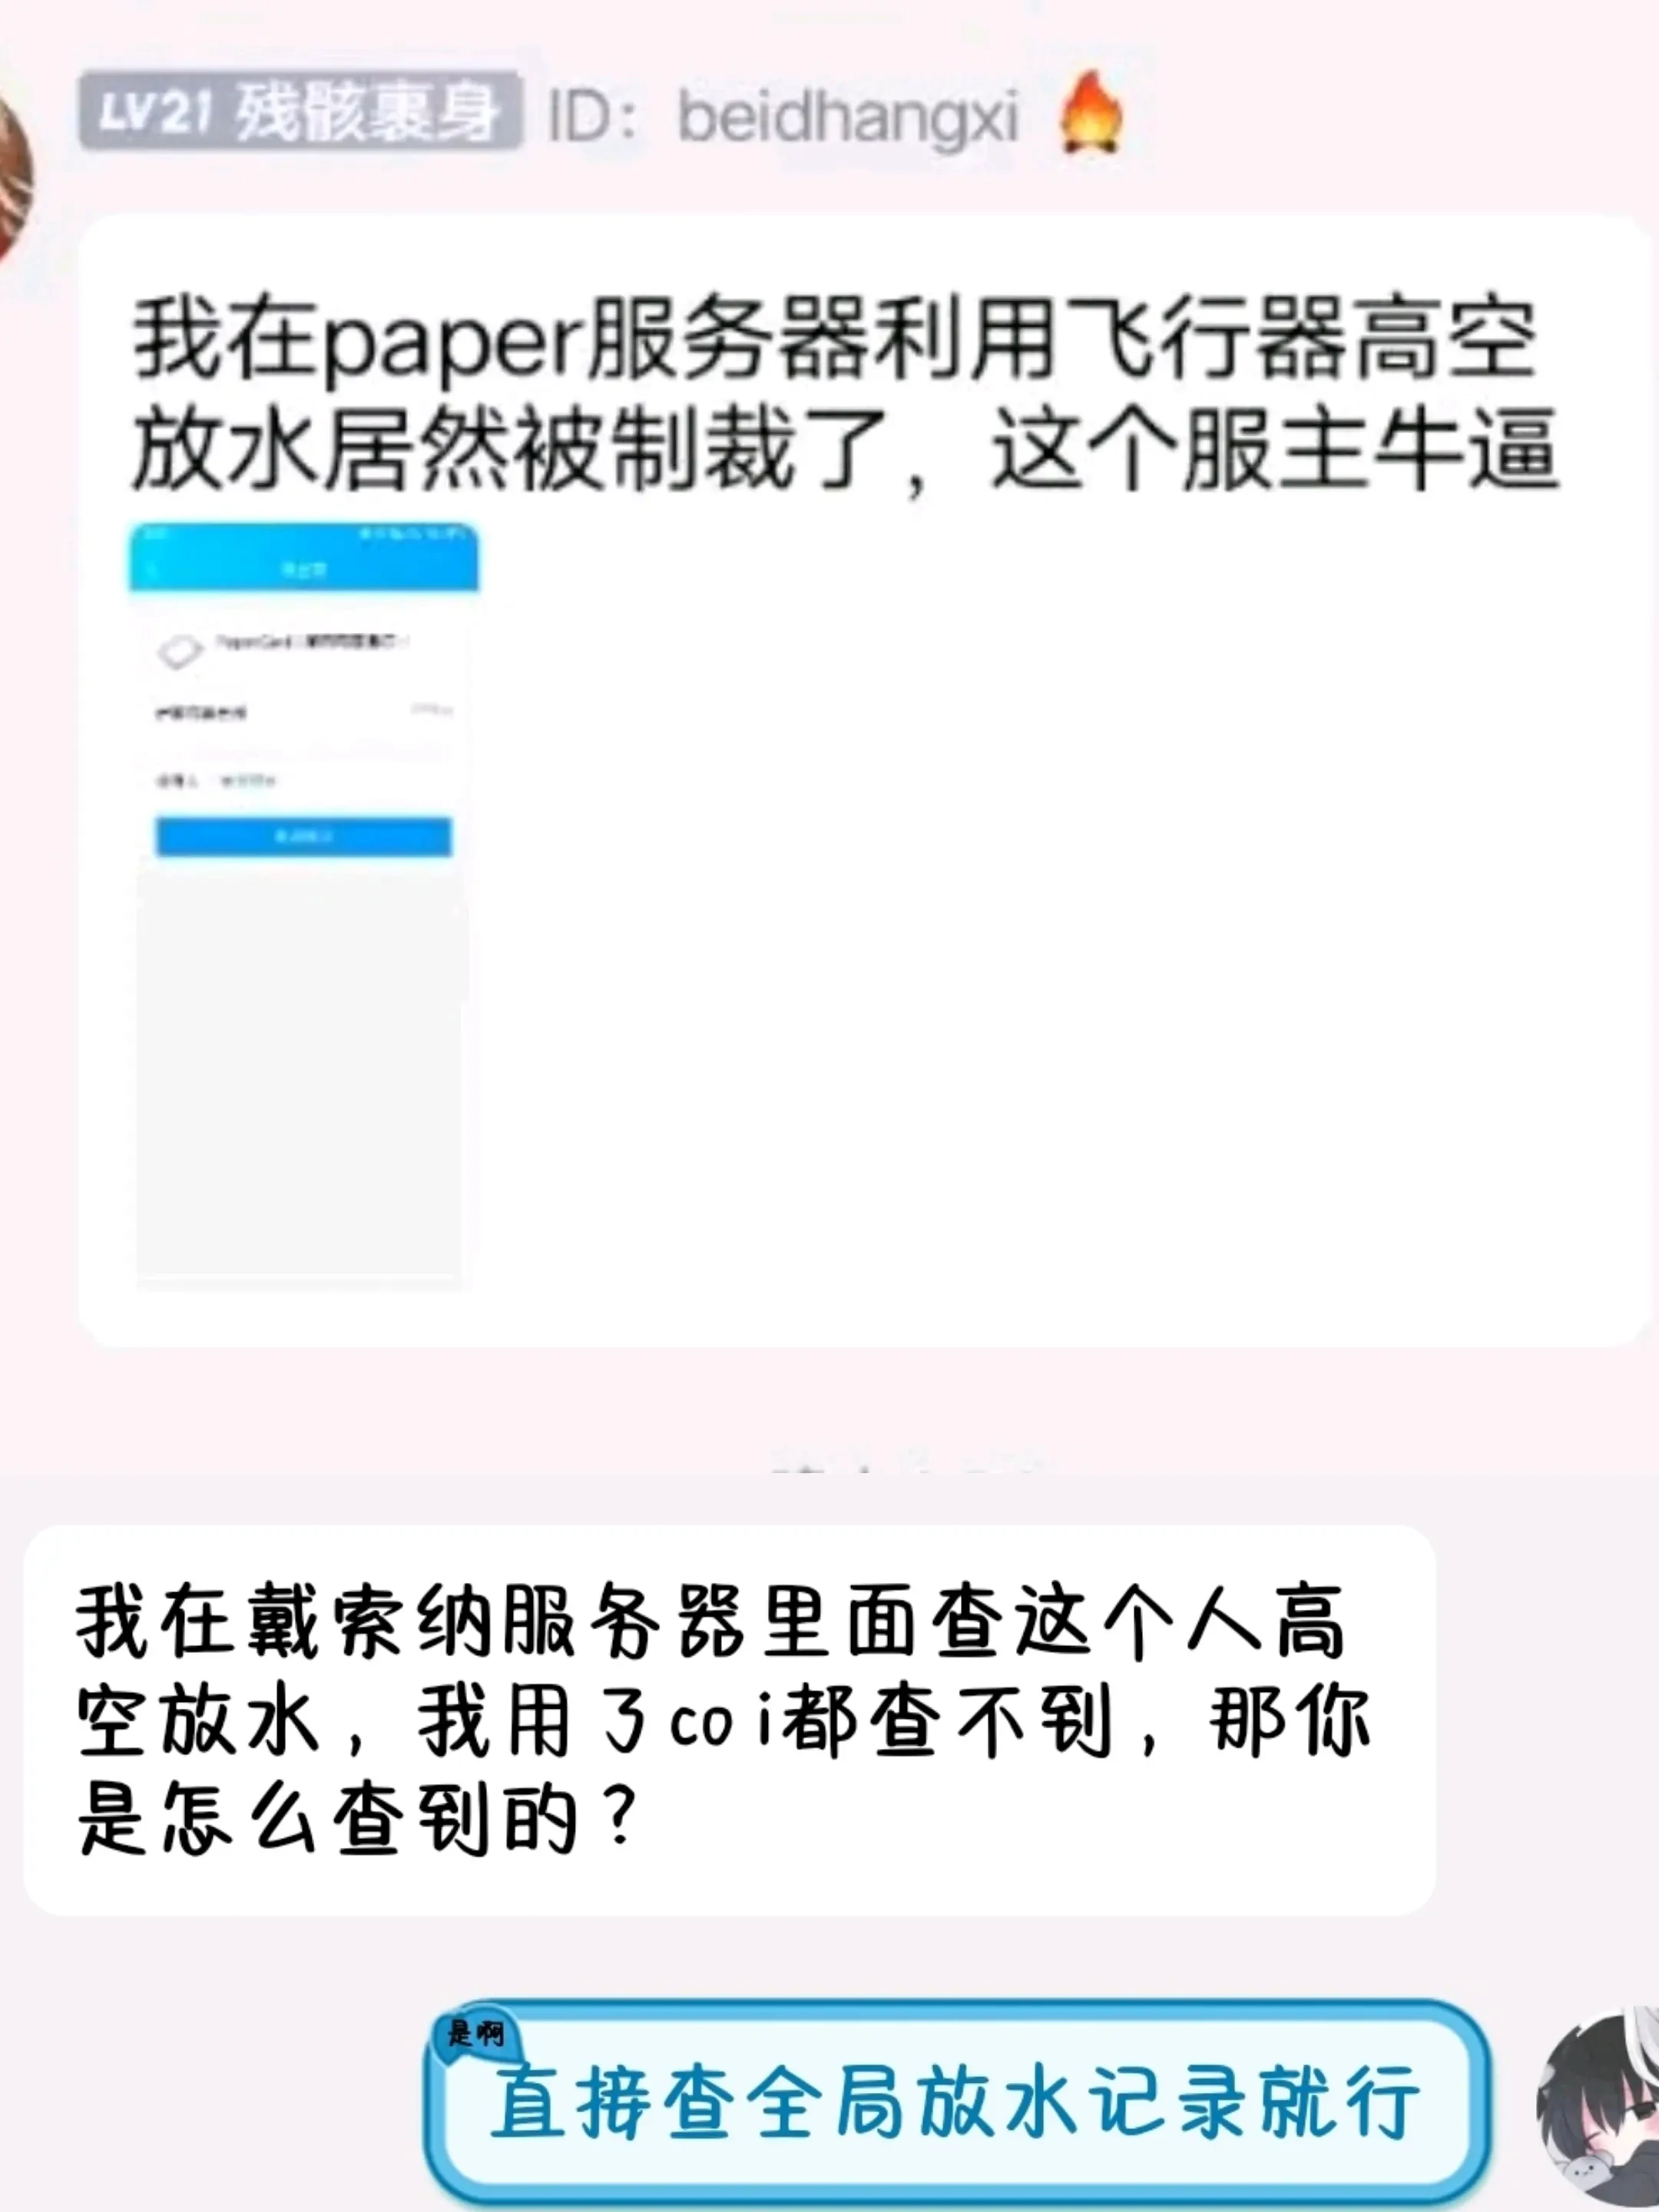 LV21 残骸裹身 ID：beidhangxi
我在paper服务器利用飞行器高空
放水居然被制裁了，这个服主牛逼
我在戴索纳服务器里面查这个人高
空放水，我用了coi都查不到，那你
是怎么查到的？
是啊
直接查全局放水记录就行